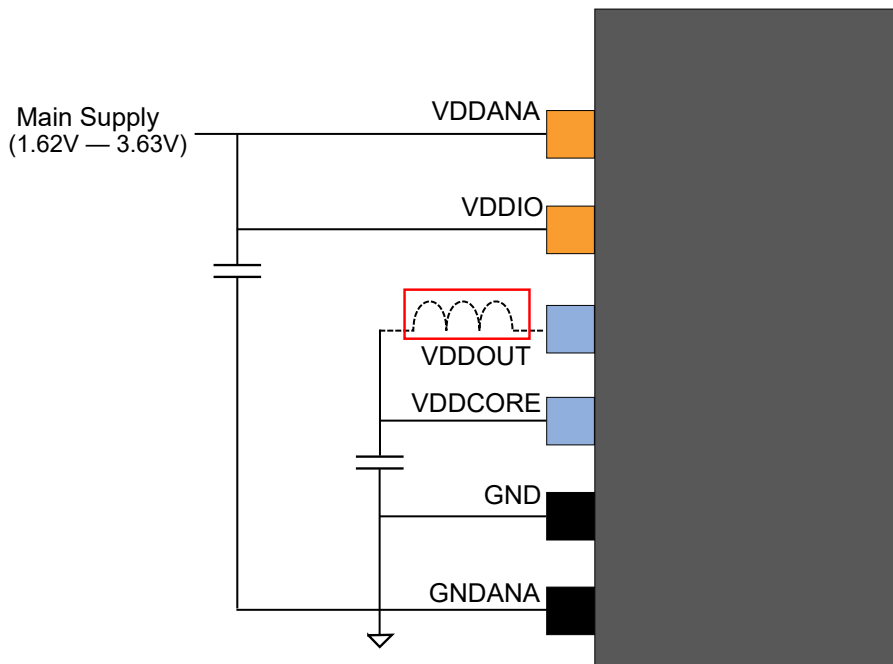 VDDANA
Main Supply
(1.62V — 3.63V)
VDDIO
VDDOUT
VDDCORE
GND
GNDANA